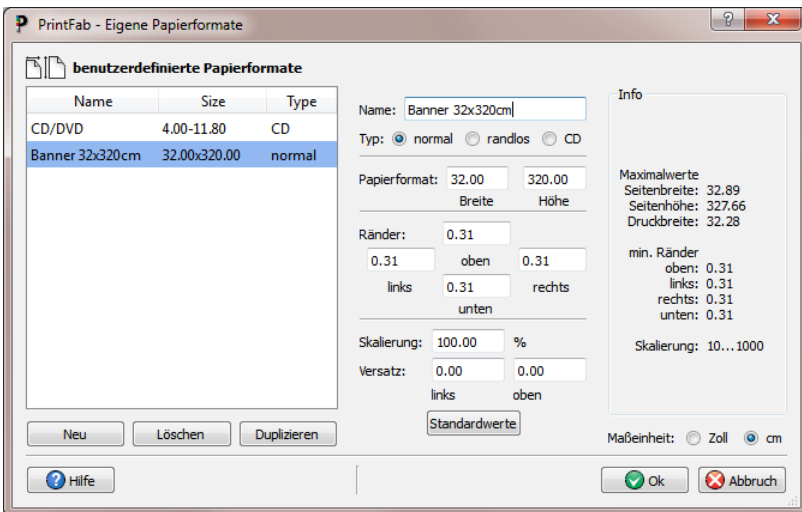 PrintFab - Eigene Papierformate
benutzerdefinierte Papierformate
Name Size Type
CD/DVD 4.00-11.80 CD
Banner 32x320cm 32.00x320.00 normal
Neu Löschen Duplizieren
Name: Banner 32x320cm
Typ: normal randlos CD
Papierformat: 32.00 320.00
Breite Höhe
Ränder: 0.31
0.31 oben 0.31
links 0.31 rechts
unten
Skalierung: 100.00 %
Versatz: 0.00 0.00
links oben
Standardwerte
Info
Maximalwerte
Seitenbreite: 32.89
Seitenhöhe: 327.66
Druckbreite: 32.28
min. Ränder
oben: 0.31
links: 0.31
rechts: 0.31
unten: 0.31
Skalierung: 10...1000
Maßeinheit: Zoll cm
Hilfe Ok Abbruch